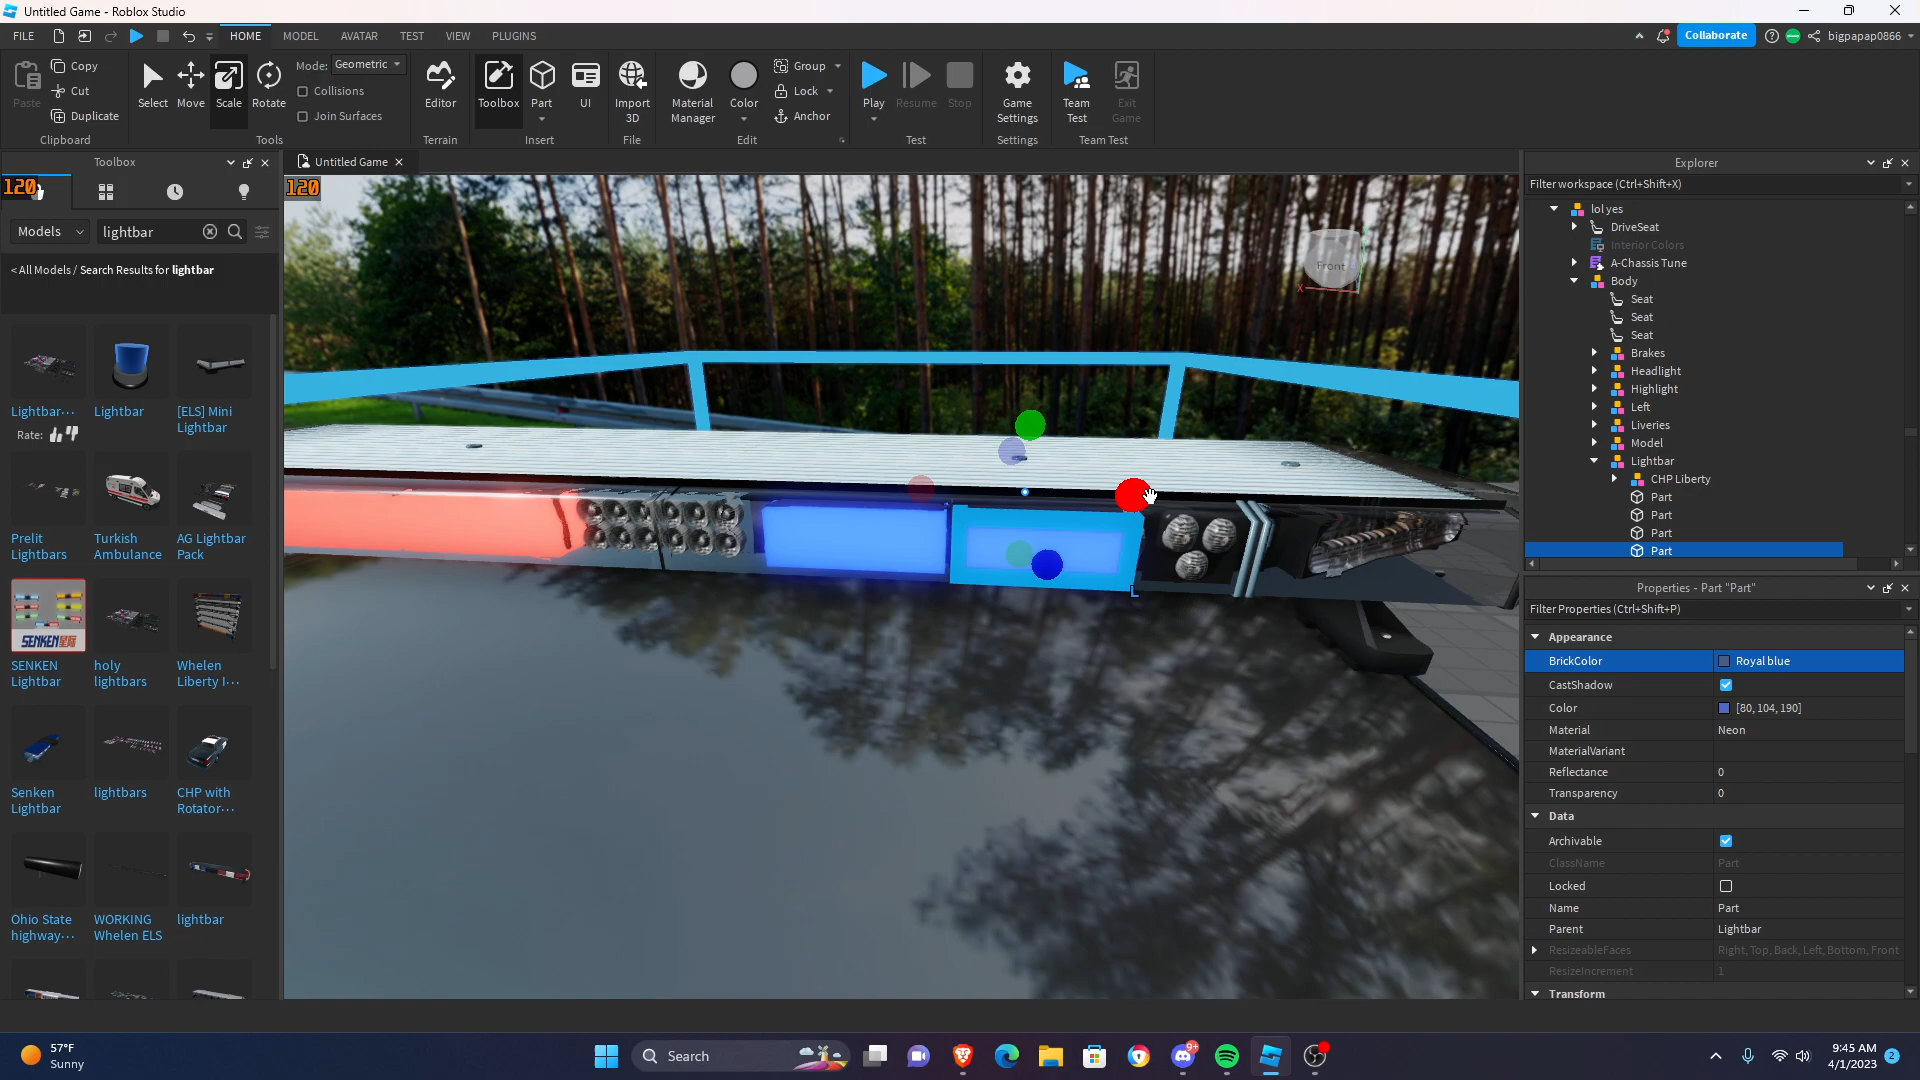 Untitled Game - Roblox Studio
FILE HOME MODEL AVATAR TEST VIEW PLUGINS Collaborate bigpapap0866
Paste Copy Cut Duplicate Clipboard
Select Move Scale Rotate Mode: Geometric Collisions Join Surfaces Tools
Editor Terrain
Toolbox Part UI Insert
Import 3D File
Material Manager Color Group Lock Anchor Edit
Play Resume Stop Test
Game Settings Settings
Team Test Exit Game Team Test
Toolbox
120
Models lightbar
< All Models / Search Results for lightbar
Lightbar... Lightbar [ELS] Mini Lightbar
Rate:
Prelit Lightbars Turkish Ambulance AG Lightbar Pack
SENKEN
SENKEN Lightbar holy lightbars Whelen Liberty I...
Senken Lightbar lightbars CHP with Rotator...
Ohio State highway... WORKING Whelen ELS lightbar
Untitled Game
120
Front
X
L
Explorer
Filter workspace (Ctrl+Shift+X)
lol yes
DriveSeat
Interior Colors
A-Chassis Tune
Body
Seat
Seat
Seat
Brakes
Headlight
Highlight
Left
Liveries
Model
Lightbar
CHP Liberty
Part
Part
Part
Part
Properties - Part "Part"
Filter Properties (Ctrl+Shift+P)
Appearance
BrickColor Royal blue
CastShadow
Color [80, 104, 190]
Material Neon
MaterialVariant
Reflectance 0
Transparency 0
Data
Archivable
ClassName Part
Locked
Name Part
Parent Lightbar
ResizeableFaces Right, Top, Back, Left, Bottom, Front
ResizeIncrement 1
Transform
57°F
Sunny
Search
9+
9:45 AM
4/1/2023
2